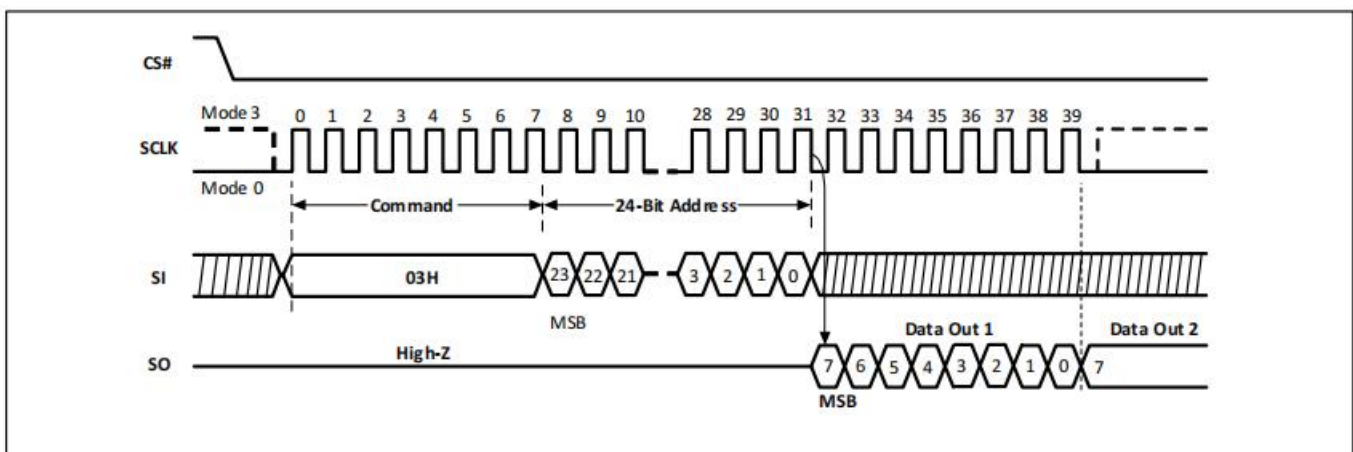 CS#
Mode 3 0 1 2 3 4 5 6 7 8 9 10 28 29 30 31 32 33 34 35 36 37 38 39
SCLK
Mode 0
Command 24-Bit Address
SI 03H 23 22 21 3 2 1 0
MSB Data Out 1 Data Out 2
High-Z
SO 7 6 5 4 3 2 1 0 7
MSB